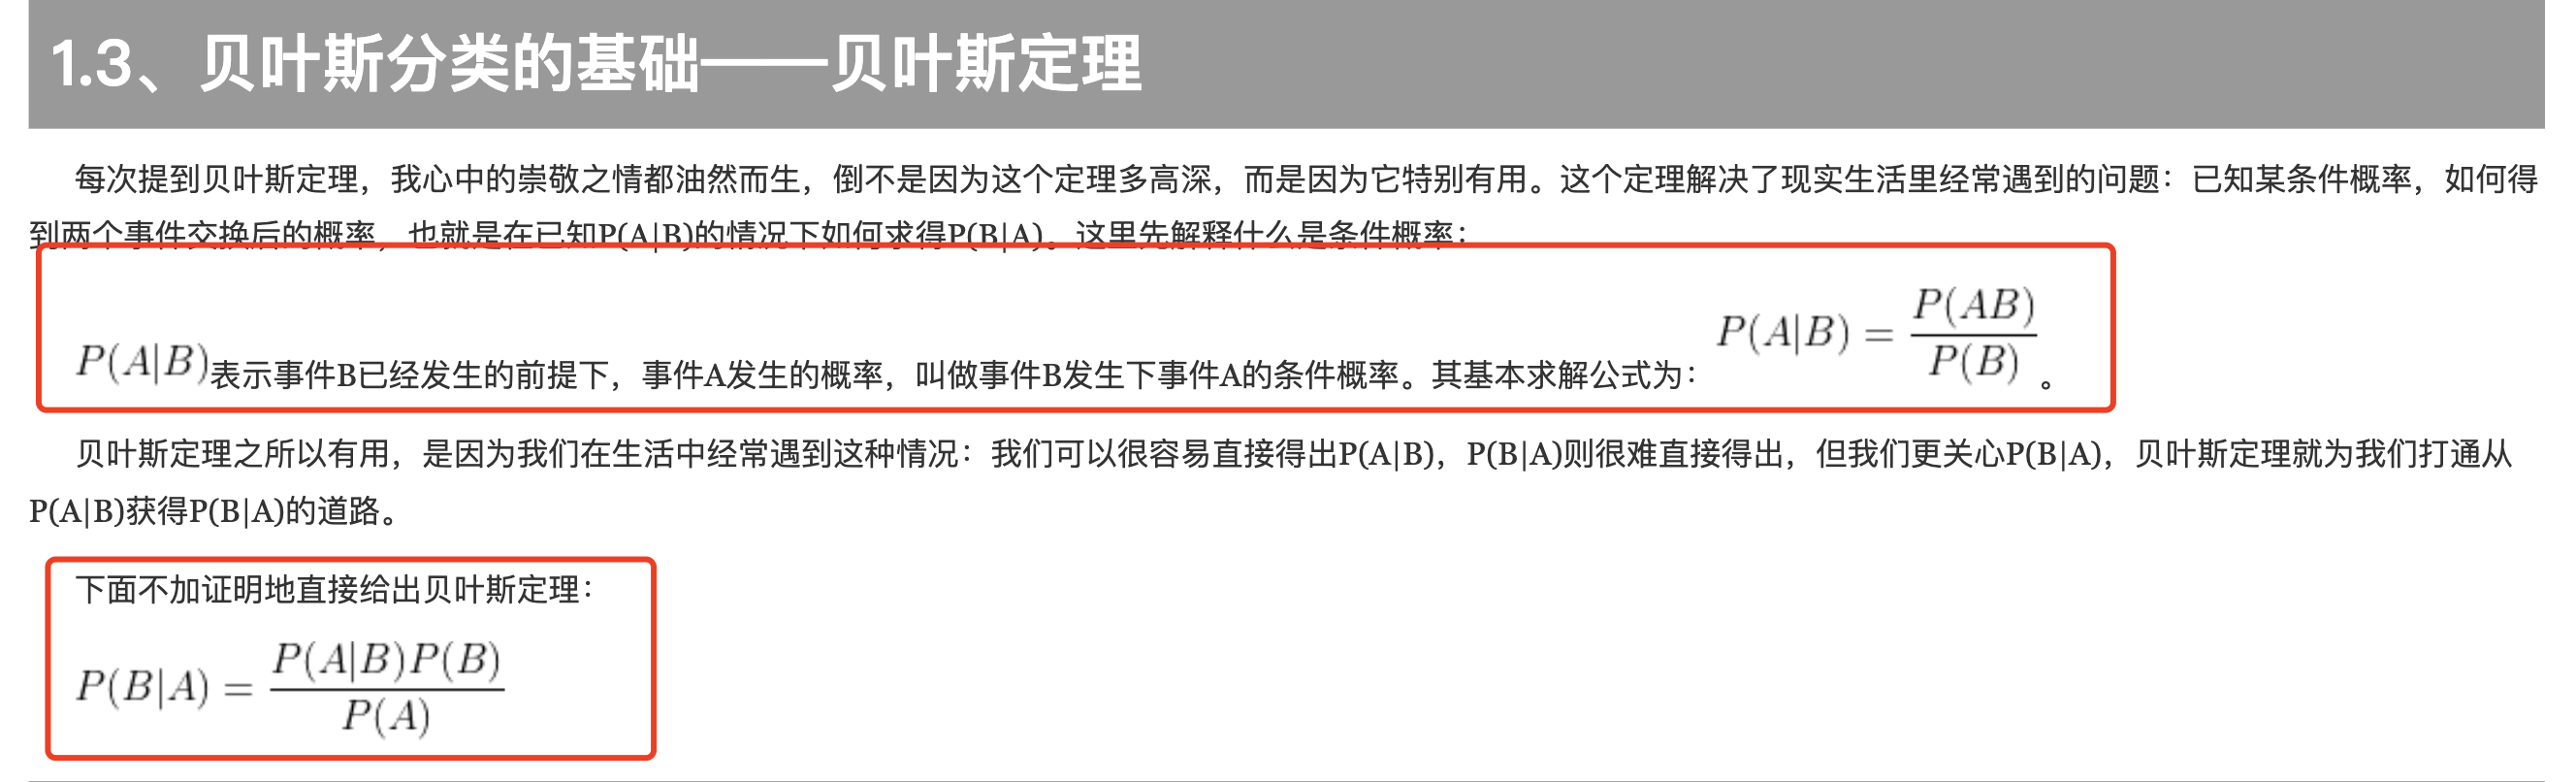 1.3、贝叶斯分类的基础——贝叶斯定理
每次提到贝叶斯定理，我心中的崇敬之情都油然而生，倒不是因为这个定理多高深，而是因为它特别有用。这个定理解决了现实生活里经常遇到的问题：已知某条件概率，如何得
到两个事件交换后的概率，也就是在已知P(A|B)的情况下如何求得P(B|A)。这里先解释什么是条件概率：
P(A|B)表示事件B已经发生的前提下，事件A发生的概率，叫做事件B发生下事件A的条件概率。其基本求解公式为：P(A|B) = P(AB) / P(B)。
贝叶斯定理之所以有用，是因为我们在生活中经常遇到这种情况：我们可以很容易直接得出P(A|B)，P(B|A)则很难直接得出，但我们更关心P(B|A)，贝叶斯定理就为我们打通从
P(A|B)获得P(B|A)的道路。
下面不加证明地直接给出贝叶斯定理：
P(B|A) = P(A|B)P(B) / P(A)